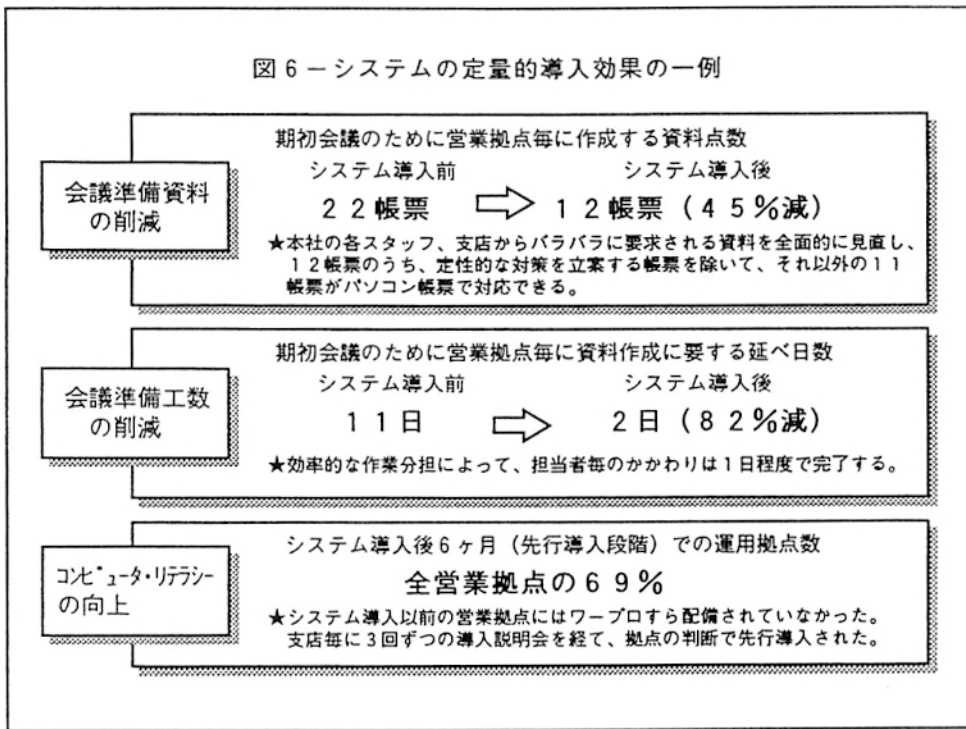 図6－システムの定量的導入効果の一例
会議準備資料
の削減
期初会議のために営業拠点毎に作成する資料点数
システム導入前　システム導入後
22帳票　12帳票(45%減)
★本社の各スタッフ、支店からバラバラに要求される資料を全面的に見直し、
12帳票のうち、定性的な対策を立案する帳票を除いて、それ以外の11
帳票がパソコン帳票で対応できる。
会議準備工数
の削減
期初会議のために営業拠点毎に資料作成に要する延べ日数
システム導入前　システム導入後
11日　2日(82%減)
★効率的な作業分担によって、担当者毎のかかわりは1日程度で完了する。
コンピュータ・リテラシー
の向上
システム導入後6ヶ月(先行導入段階)での運用拠点数
全営業拠点の69%
★システム導入以前の営業拠点にはワープロすら配備されていなかった。
支店毎に3回ずつの導入説明会を経て、拠点の判断で先行導入された。